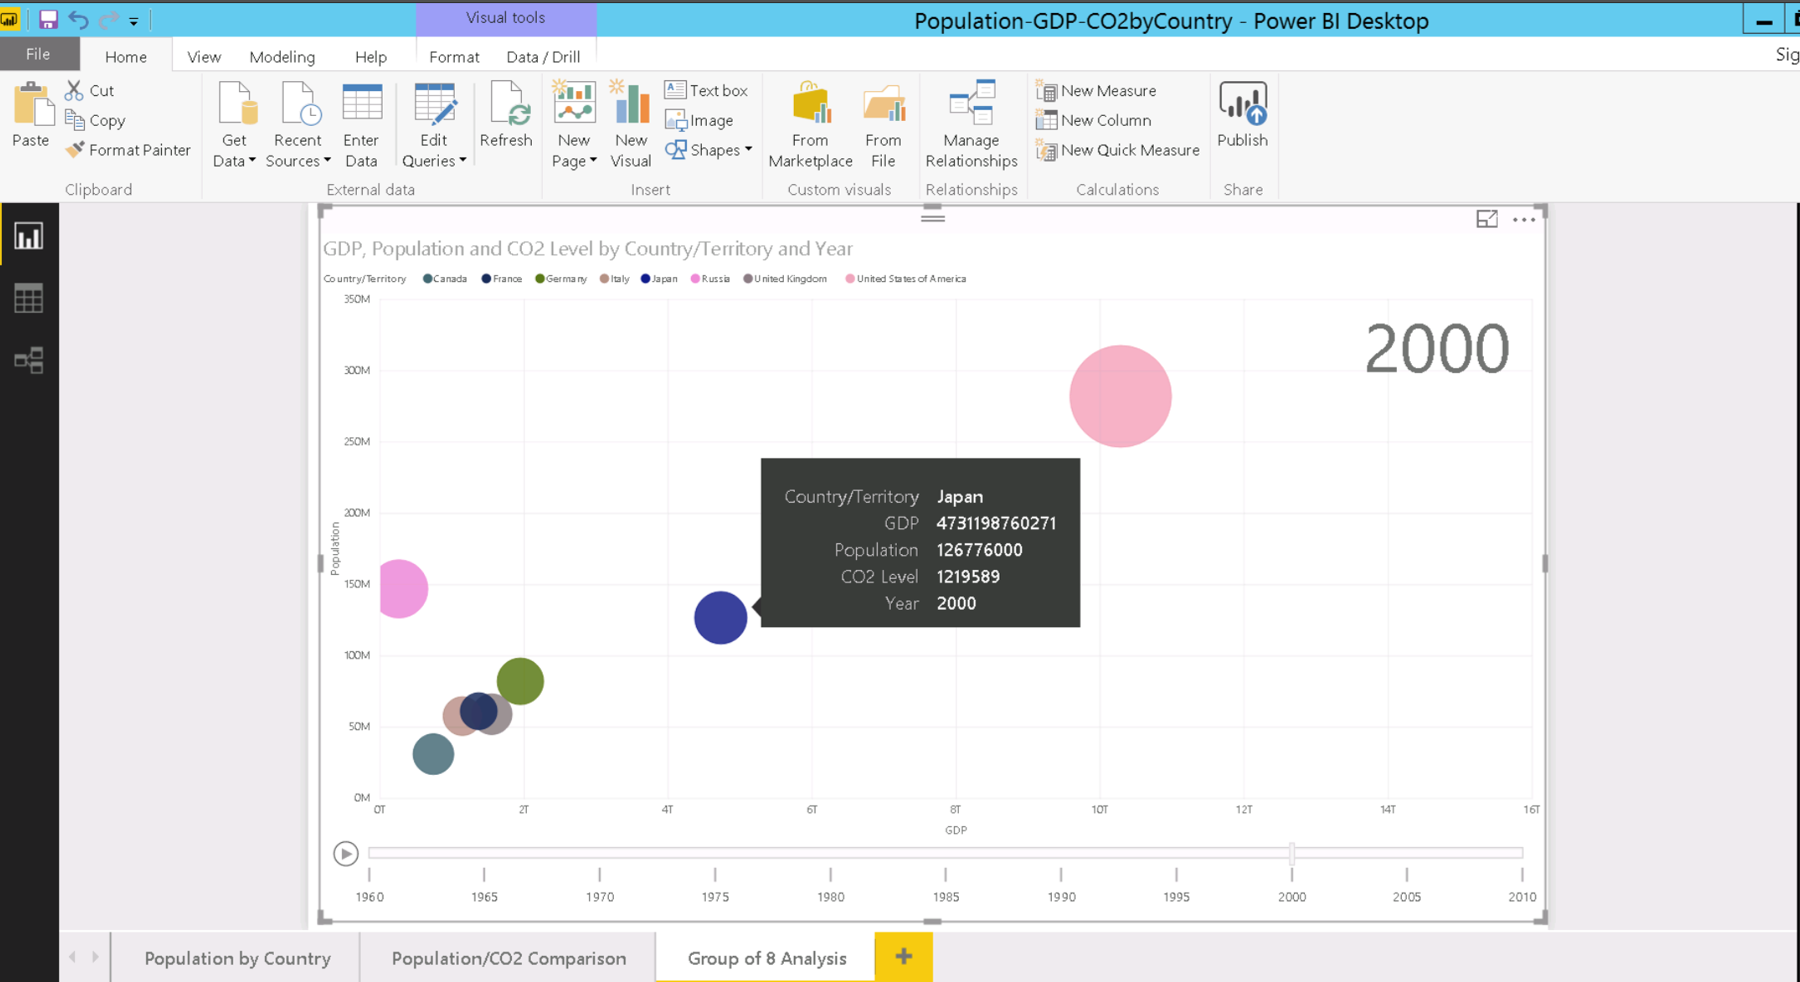 Visual tools
Population-GDP-CO2byCountry - Power BI Desktop
File Home View Modeling Help Format Data / Drill Sig
Paste
Cut
Copy
Format Painter
Clipboard
Get Data
Recent Sources
Enter Data
Edit Queries
Refresh
External data
New Page
New Visual
Text box
Image
Shapes
Insert
From Marketplace
From File
Custom visuals
Manage Relationships
Relationships
New Measure
New Column
New Quick Measure
Calculations
Publish
Share
GDP, Population and CO2 Level by Country/Territory and Year
Country/Territory Canada France Germany Italy Japan Russia United Kingdom United States of America
350M
300M
250M
200M
150M
100M
50M
0M
Population
2000
Country/Territory Japan
GDP 4731198760271
Population 126776000
CO2 Level 1219589
Year 2000
0T 2T 4T 6T 8T 10T 12T 14T 16T
GDP
1960 1965 1970 1975 1980 1985 1990 1995 2000 2005 2010
Population by Country Population/CO2 Comparison Group of 8 Analysis +